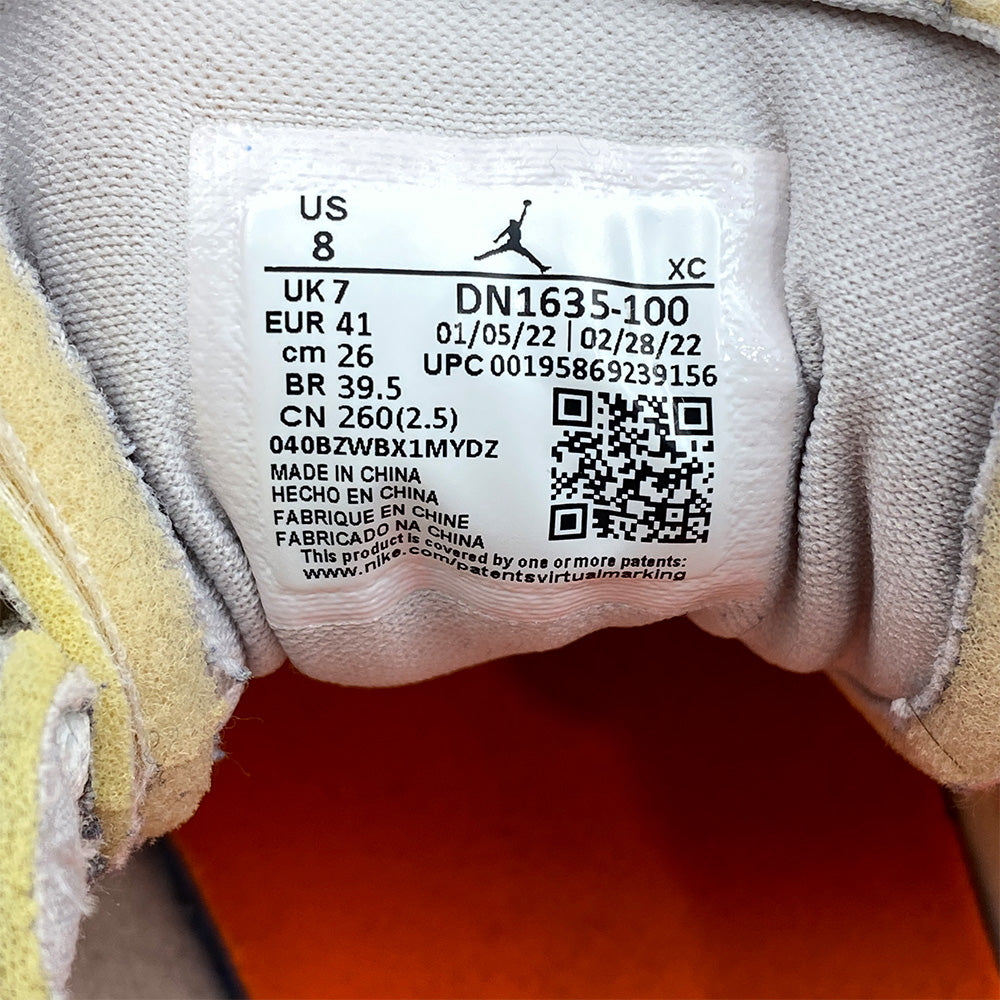 US
8
XC
UK 7
EUR 41
cm 26
BR 39.5
CN 260(2.5)
DN1635-100
01/05/22 | 02/28/22
UPC 00195869239156
040BZWBX1MYDZ
MADE IN CHINA
HECHO EN CHINA
FABRIQUE EN CHINE
FABRICADO NA CHINA
This product is covered by one or more patents:
www.nike.com/patentsvirtualmarking